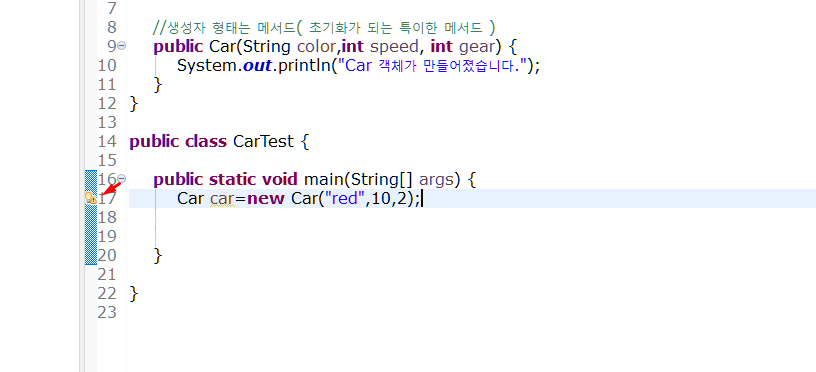 7
8 //생성자 형태는 메서드( 초기화가 되는 특이한 메서드 )
9 public Car(String color,int speed, int gear) {
10 System.out.println("Car 객체가 만들어졌습니다.");
11 }
12 }
13
14 public class CarTest {
15
16 public static void main(String[] args) {
17 Car car=new Car("red",10,2);
18
19
20 }
21
22 }
23